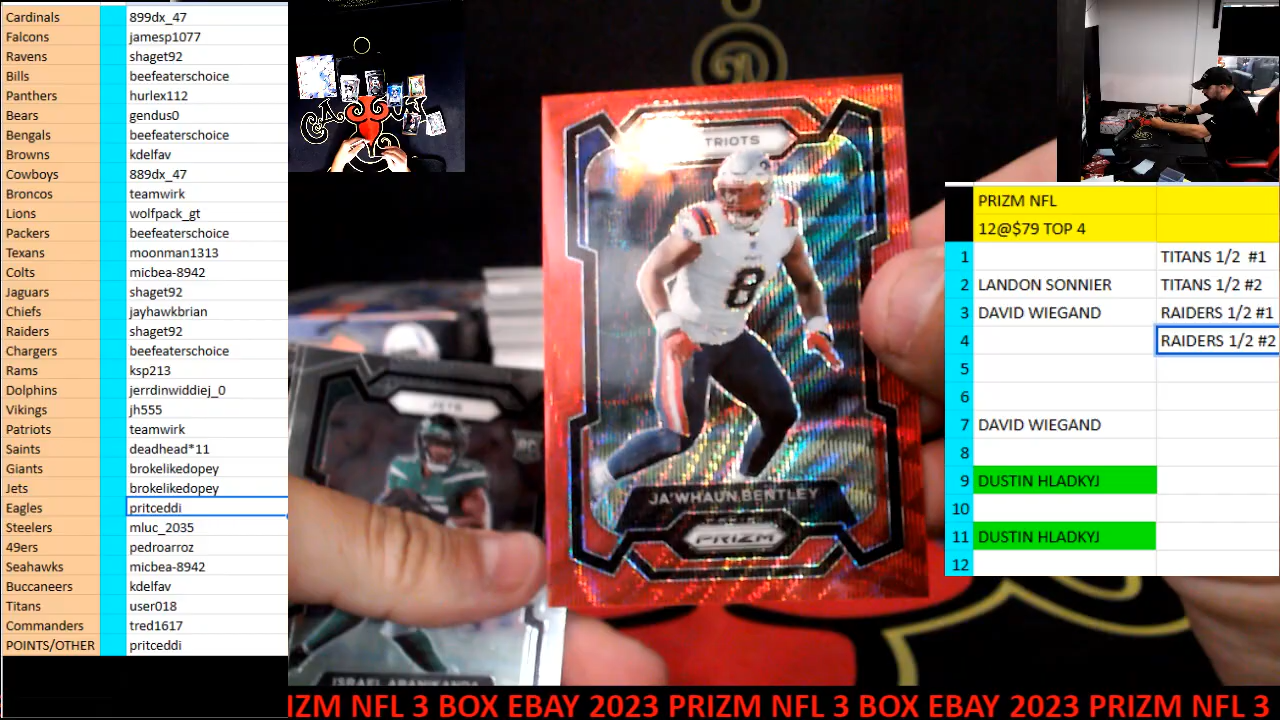 Cardinals 899dx_47
Falcons jamesp1077
Ravens shaget92
Bills beefeaterschoice
Panthers hurlex112
Bears gendus0
Bengals beefeaterschoice
Browns kdelfav
Cowboys 889dx_47
Broncos teamwirk
Lions wolfpack_gt
Packers beefeaterschoice
Texans moonman1313
Colts micbea-8942
Jaguars shaget92
Chiefs jayhawkbrian
Raiders shaget92
Chargers beefeaterschoice
Rams ksp213
Dolphins jerrdinwiddiej_0
Vikings jh555
Patriots teamwirk
Saints deadhead*11
Giants brokelikedopey
Jets brokelikedopey
Eagles pritceddi
Steelers mluc_2035
49ers pedroarroz
Seahawks micbea-8942
Buccaneers kdelfav
Titans user018
Commanders tred1617
POINTS/OTHER pritceddi
TRIOTS
8
JA'WHAUN BENTLEY
PANINI
PRIZM
JETS
RC
ISRAEL ABANIKANDA
PRIZM NFL
12@$79 TOP 4
1 TITANS 1/2 #1
2 LANDON SONNIER TITANS 1/2 #2
3 DAVID WIEGAND RAIDERS 1/2 #1
4 RAIDERS 1/2 #2
5
6
7 DAVID WIEGAND
8
9 DUSTIN HLADKYJ
10
11 DUSTIN HLADKYJ
12
IZM NFL 3 BOX EBAY 2023 PRIZM NFL 3 BOX EBAY 2023 PRIZM NFL 3